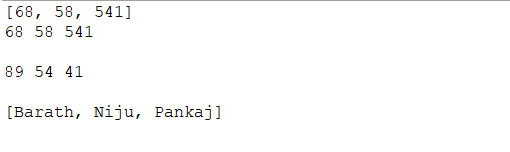 [68, 58, 541]
68 58 541
89 54 41
[Barath, Niju, Pankaj]